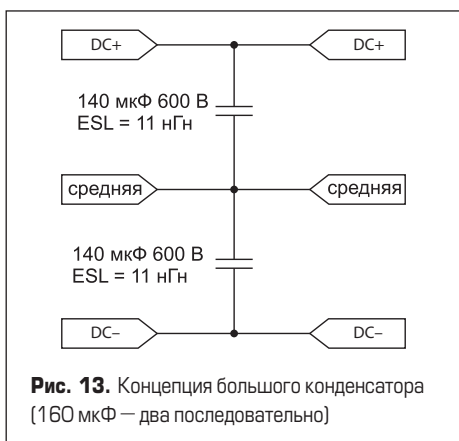 DC+ DC+
140 мкФ 600 В
ESL = 11 нГн
средняя средняя
140 мкФ 600 В
ESL = 11 нГн
DC– DC–
Рис. 13. Концепция большого конденсатора
(160 мкФ — два последовательно)